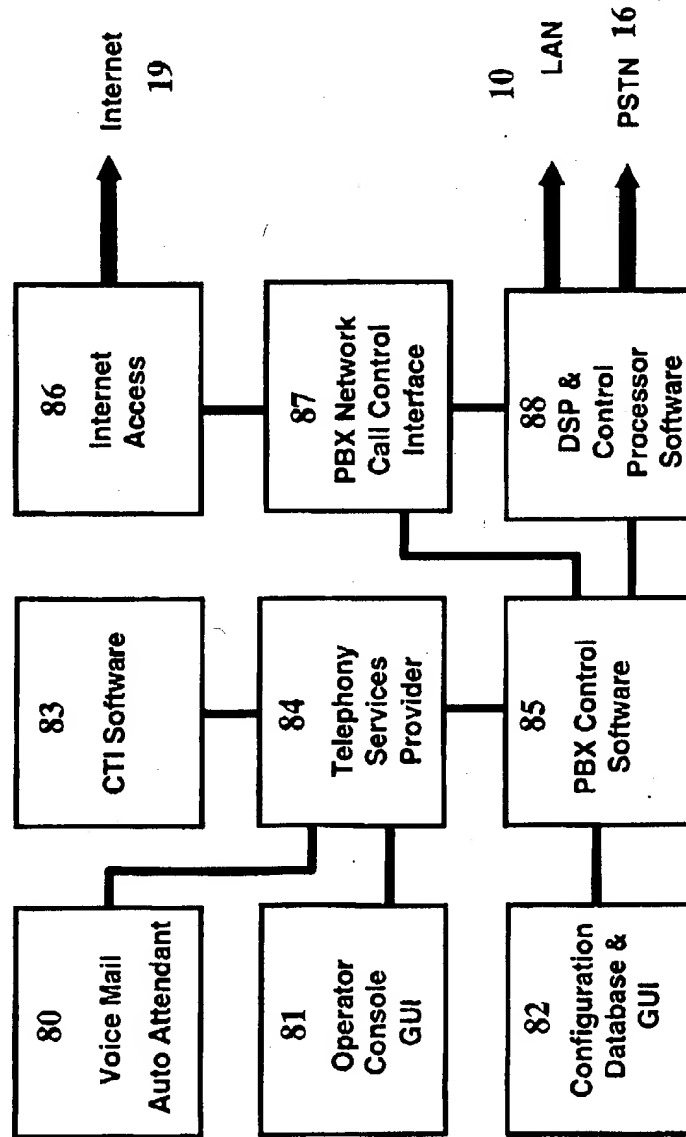 80
Voice Mail
Auto Attendant
83
CTI Software
86
Internet
Access
Internet
19
81
Operator
Console
GUI
84
Telephony
Services
Provider
87
PBX Network
Call Control
Interface
82
Configuration
Database &
GUI
85
PBX Control
Software
88
DSP &
Control
Processor
Software
10
LAN
PSTN 16